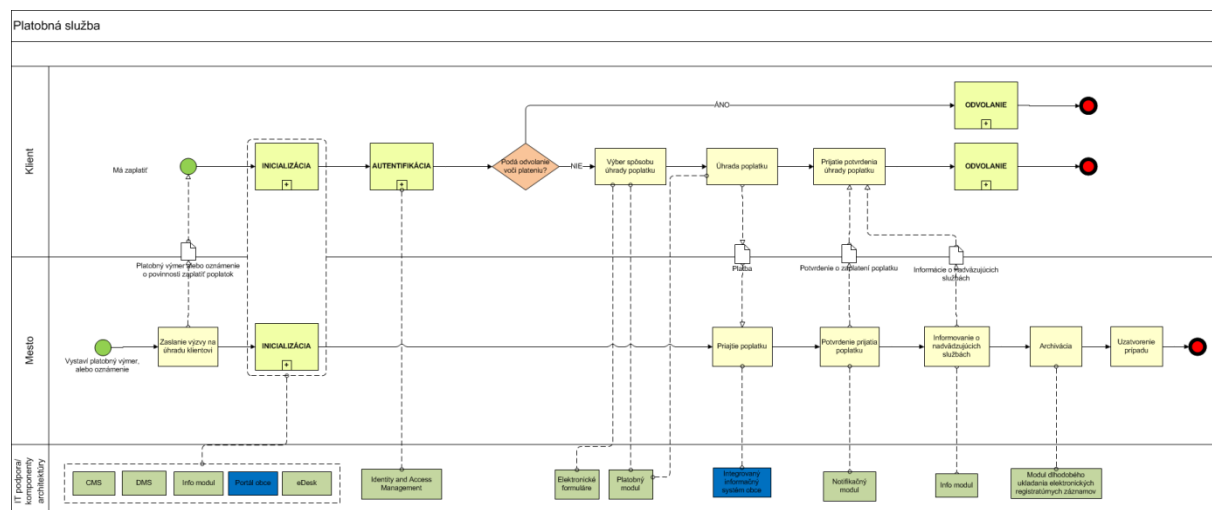 Platobná služba
Klient
Má zaplatiť
INICIALIZÁCIA
+
AUTENTIFIKÁCIA
+
Podá odvolanie
voči plateniu?
ÁNO
NIE
Výber spôsobu
úhrady poplatku
Úhrada poplatku
Prijatie potvrdenia
úhrady poplatku
ODVOLANIE
+
ODVOLANIE
+
Platobný výmer alebo oznámenie
o povinnosti zaplatiť poplatok
Platba
Potvrdenie o zaplatení poplatku
Informácie o nadväzujúcich
službách
Mesto
Vystaví platobný výmer,
alebo oznámenie
Zaslanie výzvy na
úhradu klientovi
INICIALIZÁCIA
+
Priajtie poplatku
Potvrdenie prijatia
poplatku
Informovanie o
nadvädzujúcich
službách
Archivácia
Uzatvorenie
prípadu
IT podpora/
komponenty
architektúry
CMS
DMS
Info modul
Portál obce
eDesk
Identity and Access
Management
Elektronické
formuláre
Platobný
modul
Integrovaný
informačný
systém obce
Notifikačný
modul
Info modul
Modul dlhodobého
ukladania elektronických
registratúrnych záznamov